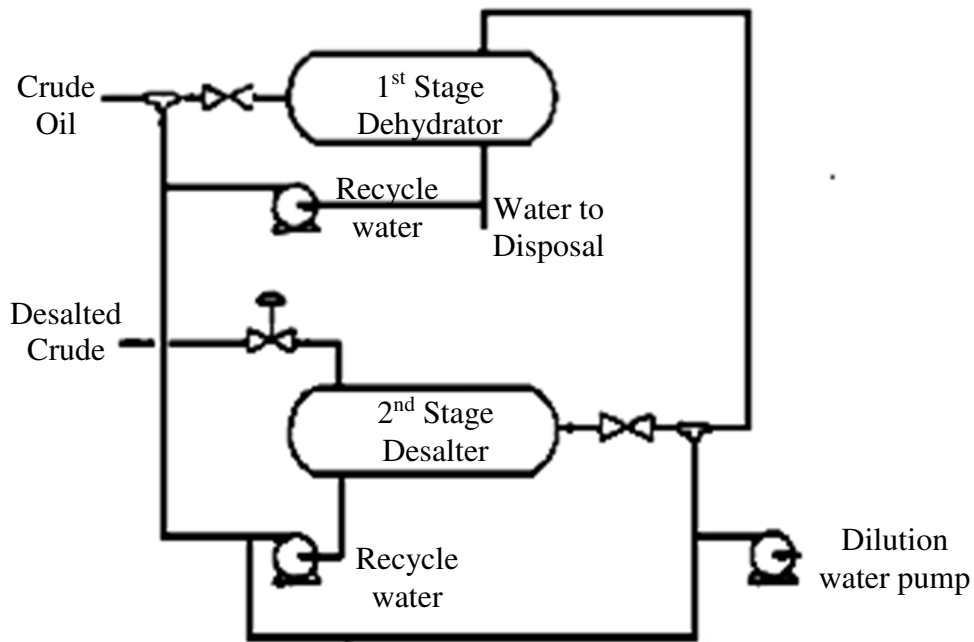 Crude
Oil
1st Stage
Dehydrator
Recycle
water
Water to
Disposal
Desalted
Crude
2nd Stage
Desalter
Recycle
water
Dilution
water pump